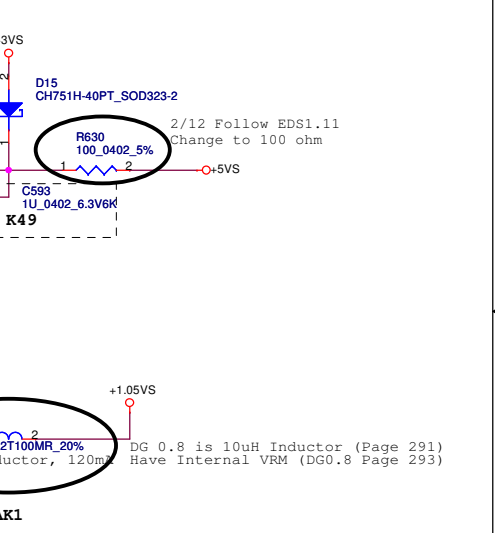 3VS
2
D15
CH751H-40PT_SOD323-2
1
2/12 Follow EDS1.11
Change to 100 ohm
R630
100_0402_5%
1
2
+5VS
C593
1U_0402_6.3V6K
K49
+1.05VS
2
2T100MR_20%
DG 0.8 is 10uH Inductor (Page 291)
uctor, 120mA
Have Internal VRM (DG0.8 Page 293)
AK1